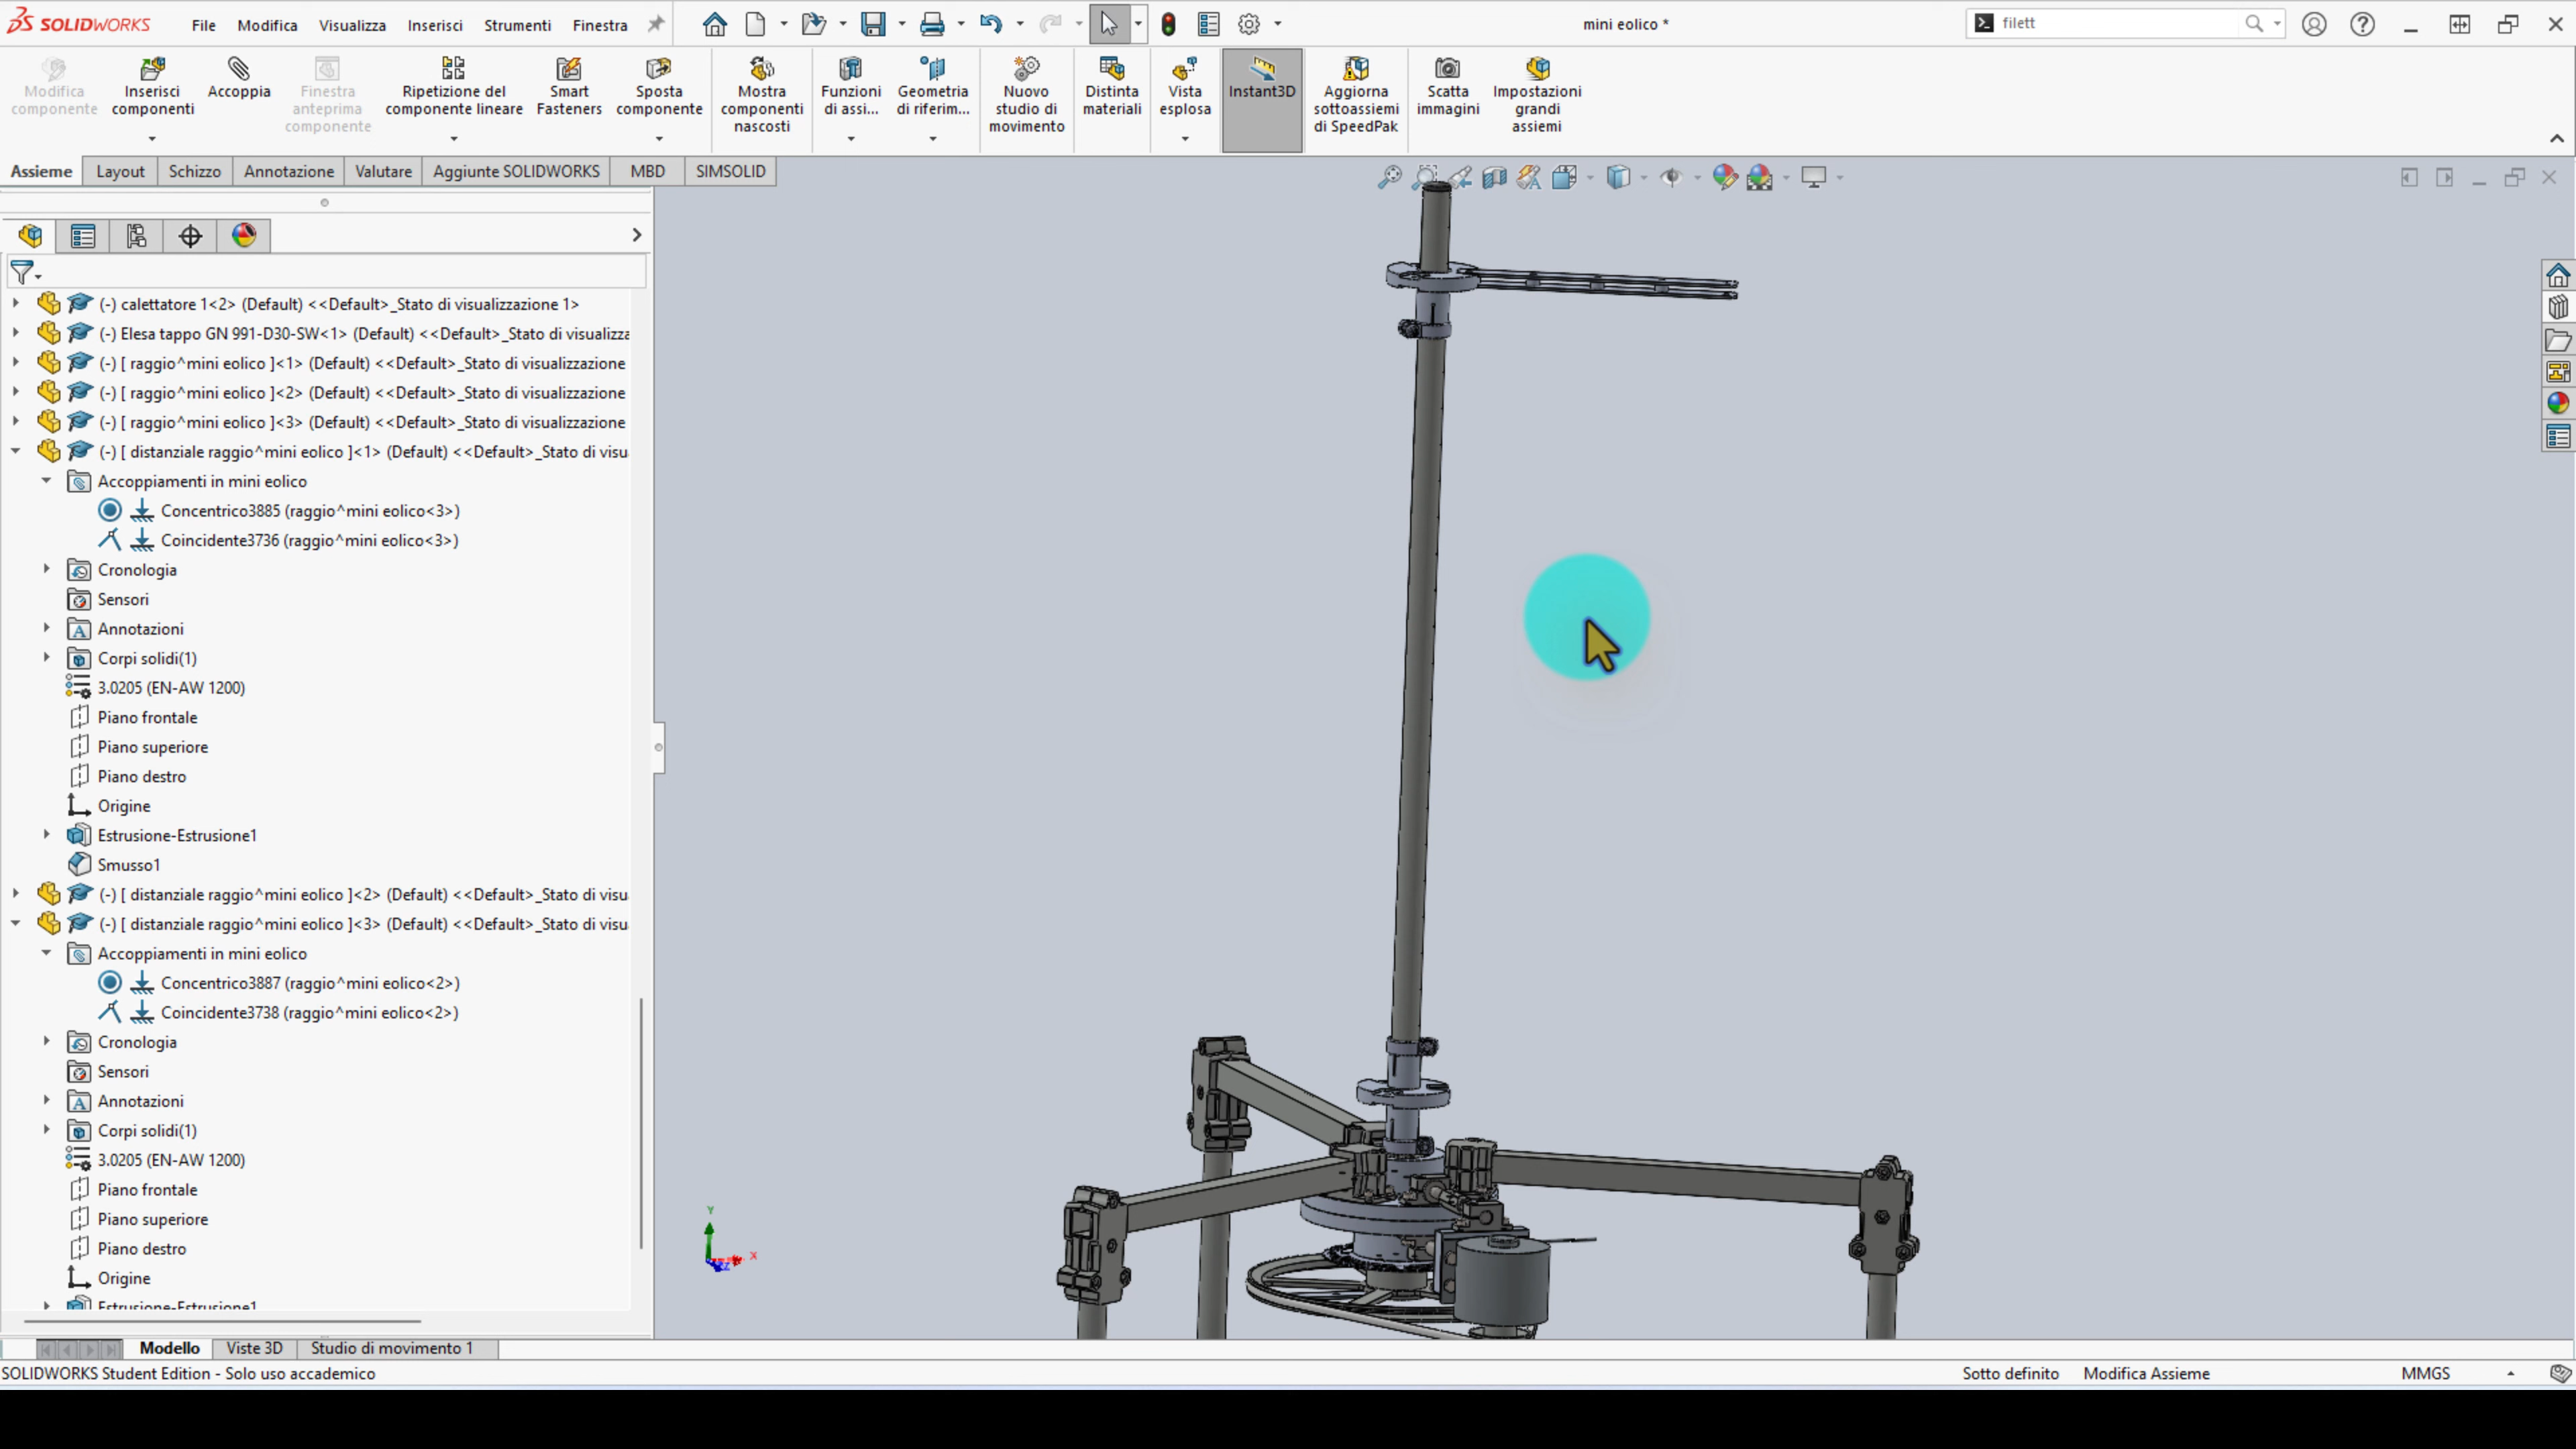 SOLIDWORKS
File Modifica Visualizza Inserisci Strumenti Finestra
mini eolico *
filett
Modifica componente
Inserisci componenti
Accoppia
Finestra anteprima componente
Ripetizione del componente lineare
Smart Fasteners
Sposta componente
Mostra componenti nascosti
Funzioni di assi...
Geometria di riferim...
Nuovo studio di movimento
Distinta materiali
Vista esplosa
Instant3D
Aggiorna sottoassiemi di SpeedPak
Scatta immagini
Impostazioni grandi assiemi
Assieme Layout Schizzo Annotazione Valutare Aggiunte SOLIDWORKS MBD SIMSOLID
(-) calettatore 1<2> (Default) <<Default>_Stato di visualizzazione 1>
(-) Elesa tappo GN 991-D30-SW<1> (Default) <<Default>_Stato di visualizza
(-) [ raggio^mini eolico ]<1> (Default) <<Default>_Stato di visualizzazione
(-) [ raggio^mini eolico ]<2> (Default) <<Default>_Stato di visualizzazione
(-) [ raggio^mini eolico ]<3> (Default) <<Default>_Stato di visualizzazione
(-) [ distanziale raggio^mini eolico ]<1> (Default) <<Default>_Stato di visu
Accoppiamenti in mini eolico
Concentrico3885 (raggio^mini eolico<3>)
Coincidente3736 (raggio^mini eolico<3>)
Cronologia
Sensori
Annotazioni
Corpi solidi(1)
3.0205 (EN-AW 1200)
Piano frontale
Piano superiore
Piano destro
Origine
Estrusione-Estrusione1
Smusso1
(-) [ distanziale raggio^mini eolico ]<2> (Default) <<Default>_Stato di visu
(-) [ distanziale raggio^mini eolico ]<3> (Default) <<Default>_Stato di visu
Accoppiamenti in mini eolico
Concentrico3887 (raggio^mini eolico<2>)
Coincidente3738 (raggio^mini eolico<2>)
Cronologia
Sensori
Annotazioni
Corpi solidi(1)
3.0205 (EN-AW 1200)
Piano frontale
Piano superiore
Piano destro
Origine
Estrusione-Estrusione1
Y
X
Z
Modello Viste 3D Studio di movimento 1
SOLIDWORKS Student Edition - Solo uso accademico
Sotto definito Modifica Assieme MMGS